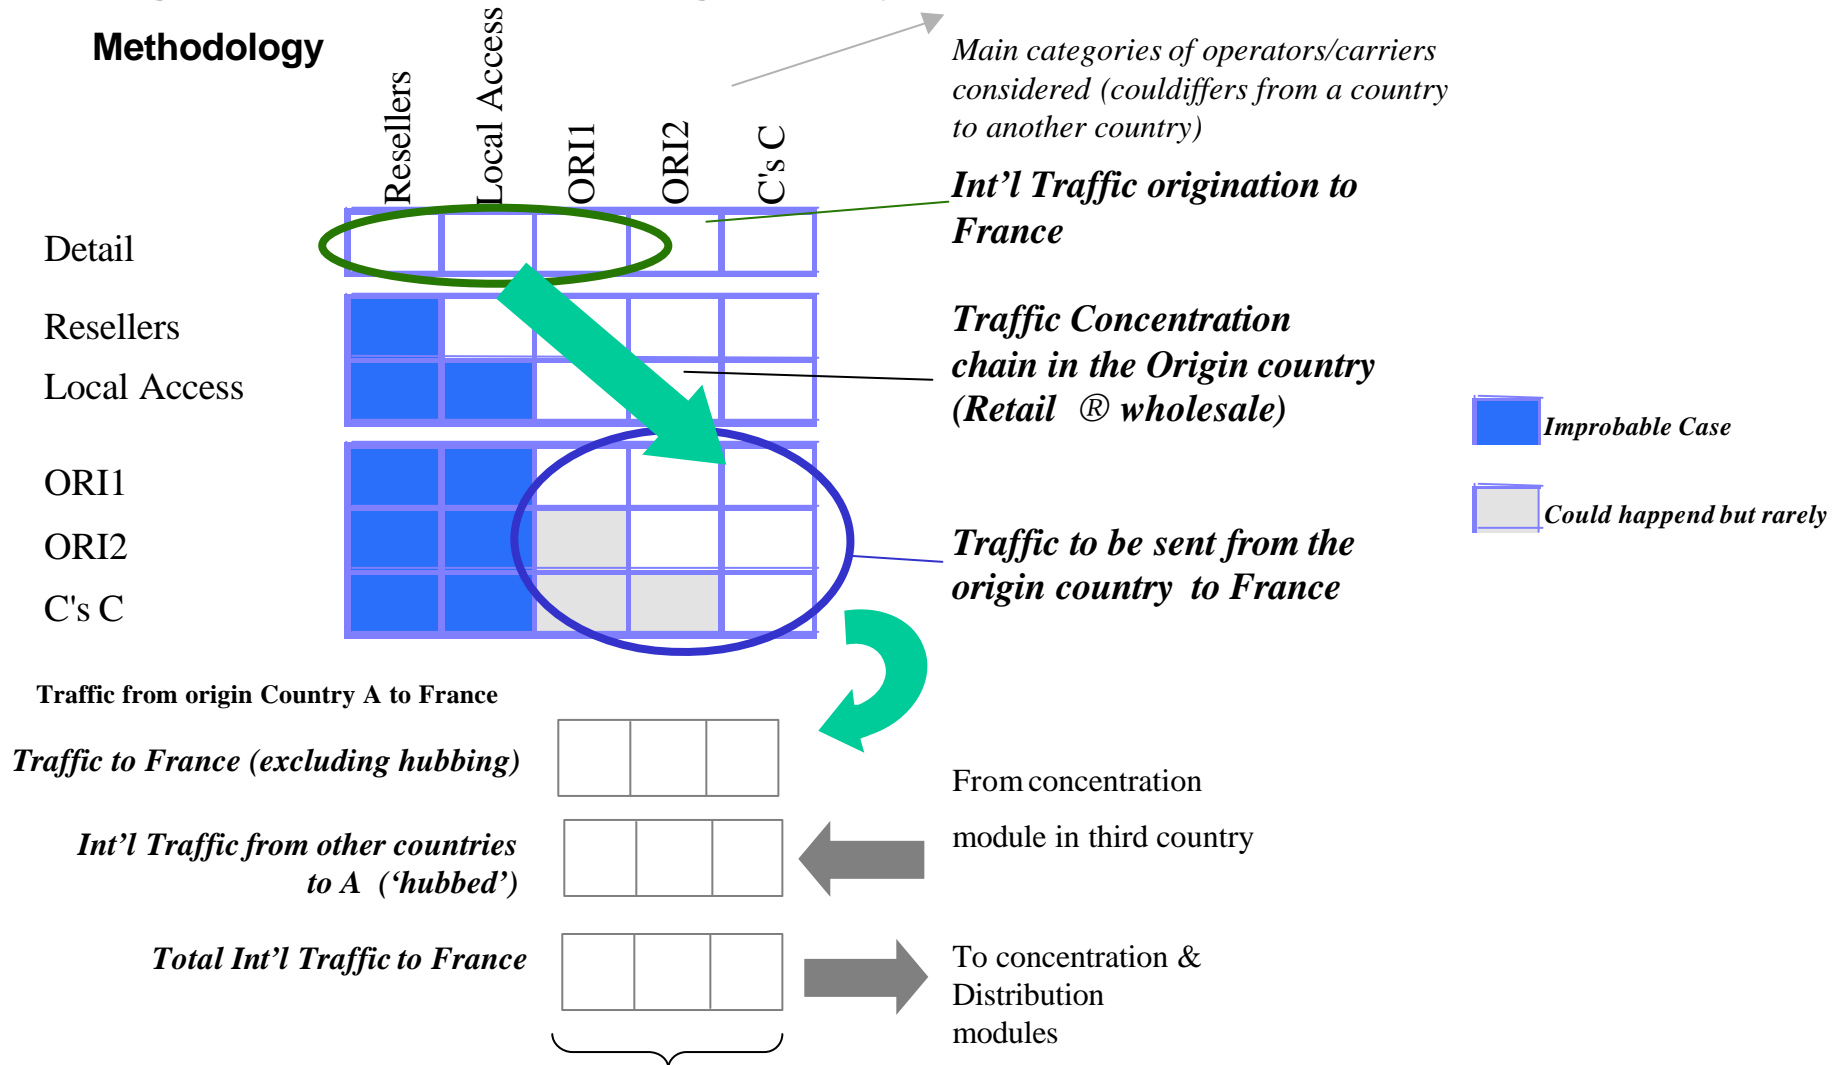 Methodology
Resellers
Local Access
ORI1
ORI2
C's C
Main categories of operators/carriers
considered (couldiffers from a country
to another country)
Int’l Traffic origination to
France
Detail
Resellers
Local Access
Traffic Concentration
chain in the Origin country
(Retail ® wholesale)
Improbable Case
Could happend but rarely
ORI1
ORI2
C's C
Traffic to be sent from the
origin country to France
Traffic from origin Country A to France
Traffic to France (excluding hubbing)
From concentration
module in third country
Int’l Traffic from other countries
to A (‘hubbed’)
Total Int’l Traffic to France
To concentration &
Distribution
modules